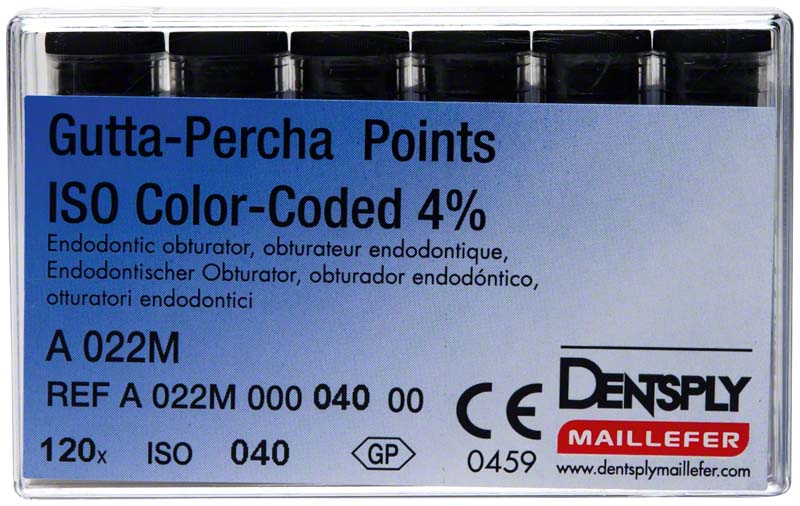 Gutta-Percha Points
ISO Color-Coded 4%
Endodontic obturator, obturateur endodontique,
Endodontischer Obturator, obturador endodóntico,
otturatori endodontici
A 022M
REF A 022M 000 040 00
120x ISO 040 GP
CE 0459
DENTSPLY
MAILLEFER
www.dentsplymaillefer.com